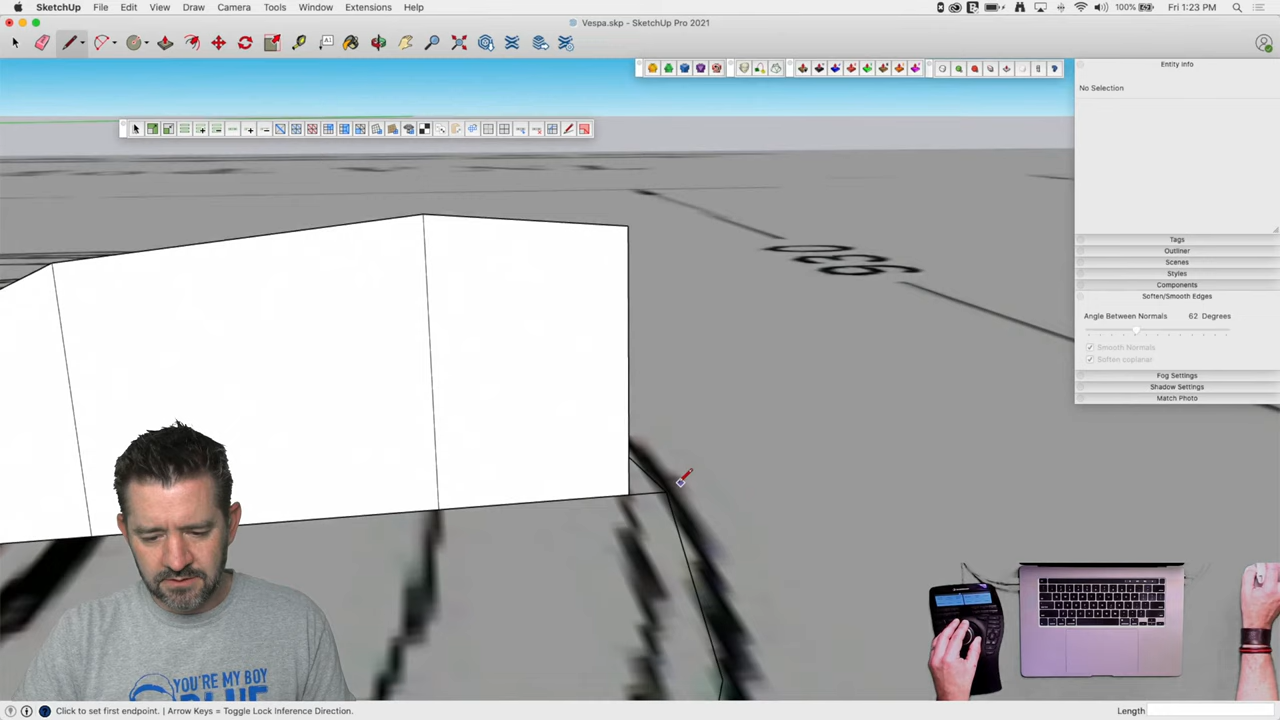 SketchUp File Edit View Draw Camera Tools Window Extensions Help
100% Fri 1:23 PM
Vespa.skp - SketchUp Pro 2021
Entity Info
No Selection
Tags
Outliner
Scenes
Styles
Components
Soften/Smooth Edges
Angle Between Normals 62 Degrees
Smooth Normals
Soften coplanar
Fog Settings
Shadow Settings
Match Photo
YOU'RE MY BOY
BLUE
Click to set first endpoint. | Arrow Keys = Toggle Lock Inference Direction.
Length